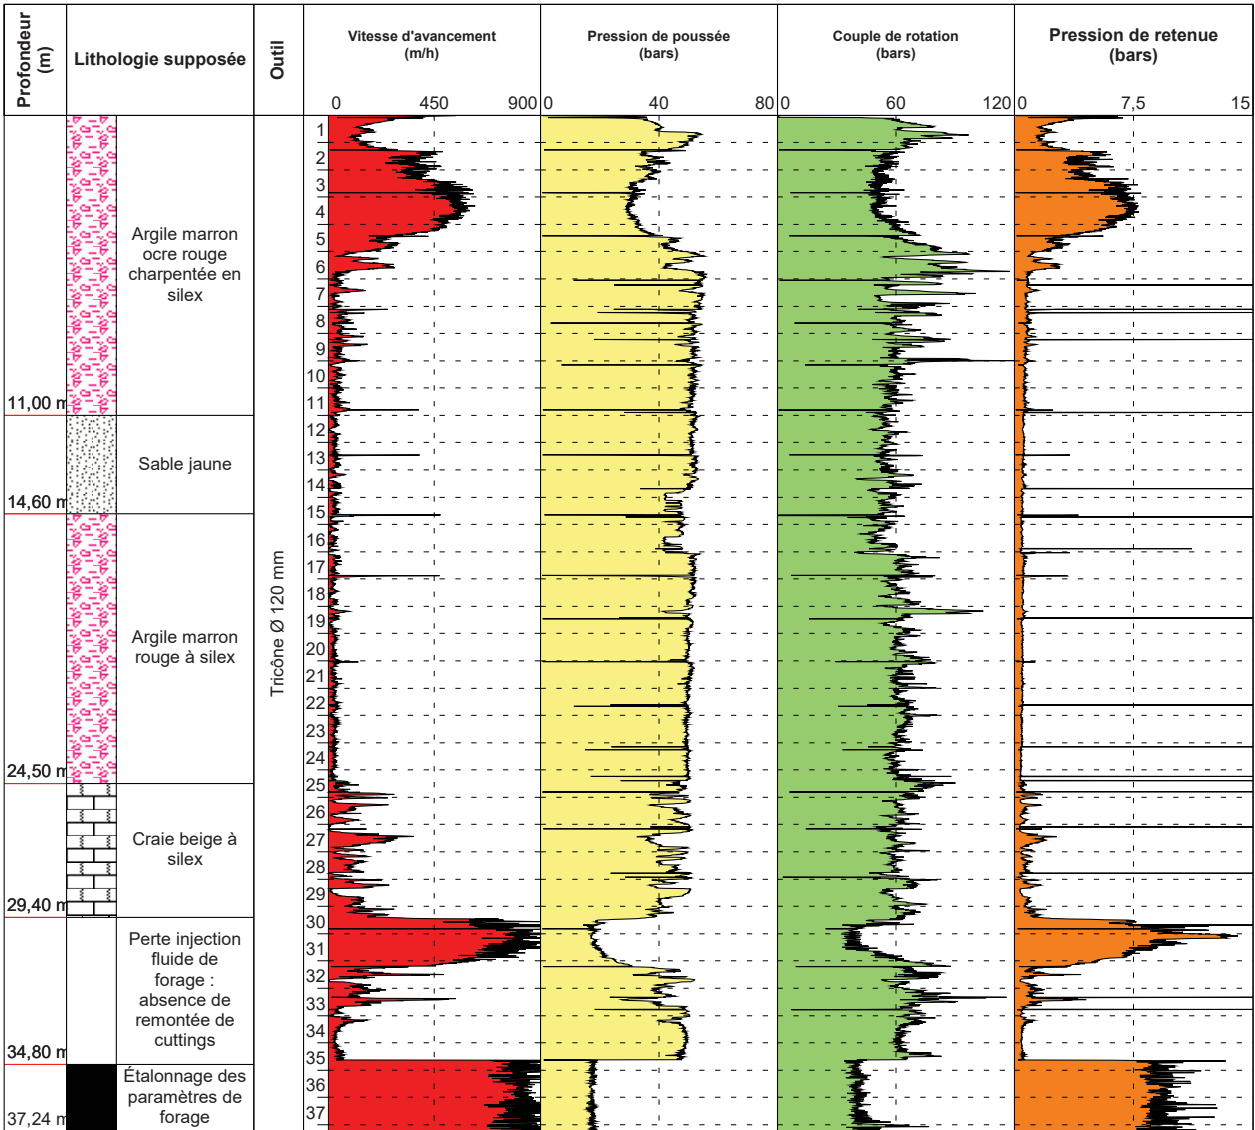 Profondeur
(m)
Lithologie supposée
Outil
Vitesse d'avancement
(m/h)
Pression de poussée
(bars)
Couple de rotation
(bars)
Pression de retenue
(bars)
0 450 900
0 40 80
0 60 120
0 7,5 15
1
2
3
4
5
6
7
8
9
10
11
12
13
14
15
16
17
18
19
20
21
22
23
24
25
26
27
28
29
30
31
32
33
34
35
36
37
Argile marron
ocre rouge
charpentée en
silex
11,00 m
Sable jaune
14,60 m
Argile marron
rouge à silex
24,50 m
Craie beige à
silex
29,40 m
Perte injection
fluide de
forage :
absence de
remontée de
cuttings
34,80 m
Étalonnage des
paramètres de
forage
37,24 m
Tricône Ø 120 mm